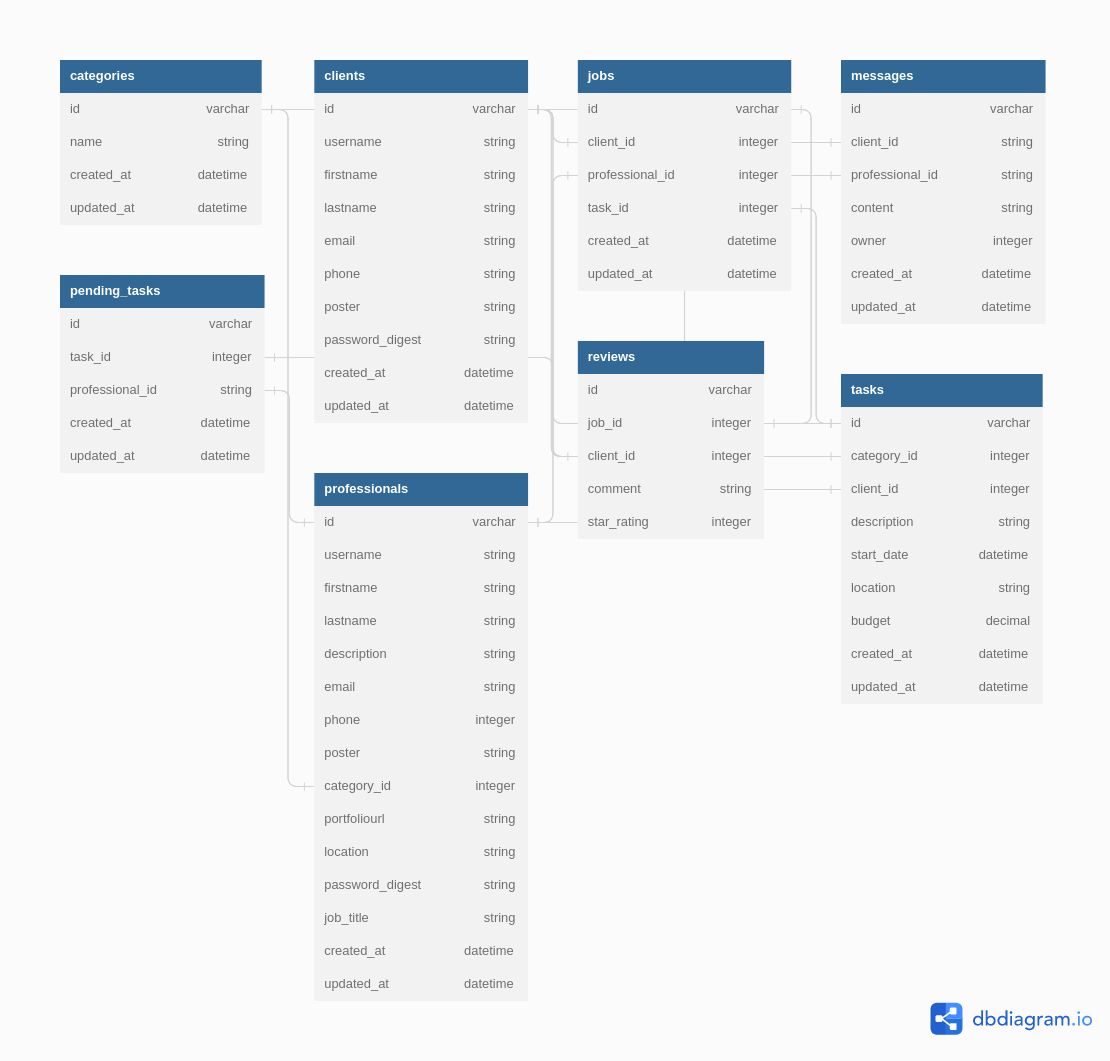 categories
id varchar
name string
created_at datetime
updated_at datetime
clients
id varchar
username string
firstname string
lastname string
email string
phone string
poster string
password_digest string
created_at datetime
updated_at datetime
jobs
id varchar
client_id integer
professional_id integer
task_id integer
created_at datetime
updated_at datetime
messages
id varchar
client_id string
professional_id string
content string
owner integer
created_at datetime
updated_at datetime
pending_tasks
id varchar
task_id integer
professional_id string
created_at datetime
updated_at datetime
reviews
id varchar
job_id integer
client_id integer
comment string
star_rating integer
tasks
id varchar
category_id integer
client_id integer
description string
start_date datetime
location string
budget decimal
created_at datetime
updated_at datetime
professionals
id varchar
username string
firstname string
lastname string
description string
email string
phone integer
poster string
category_id integer
portfoliourl string
location string
password_digest string
job_title string
created_at datetime
updated_at datetime
dbdiagram.io